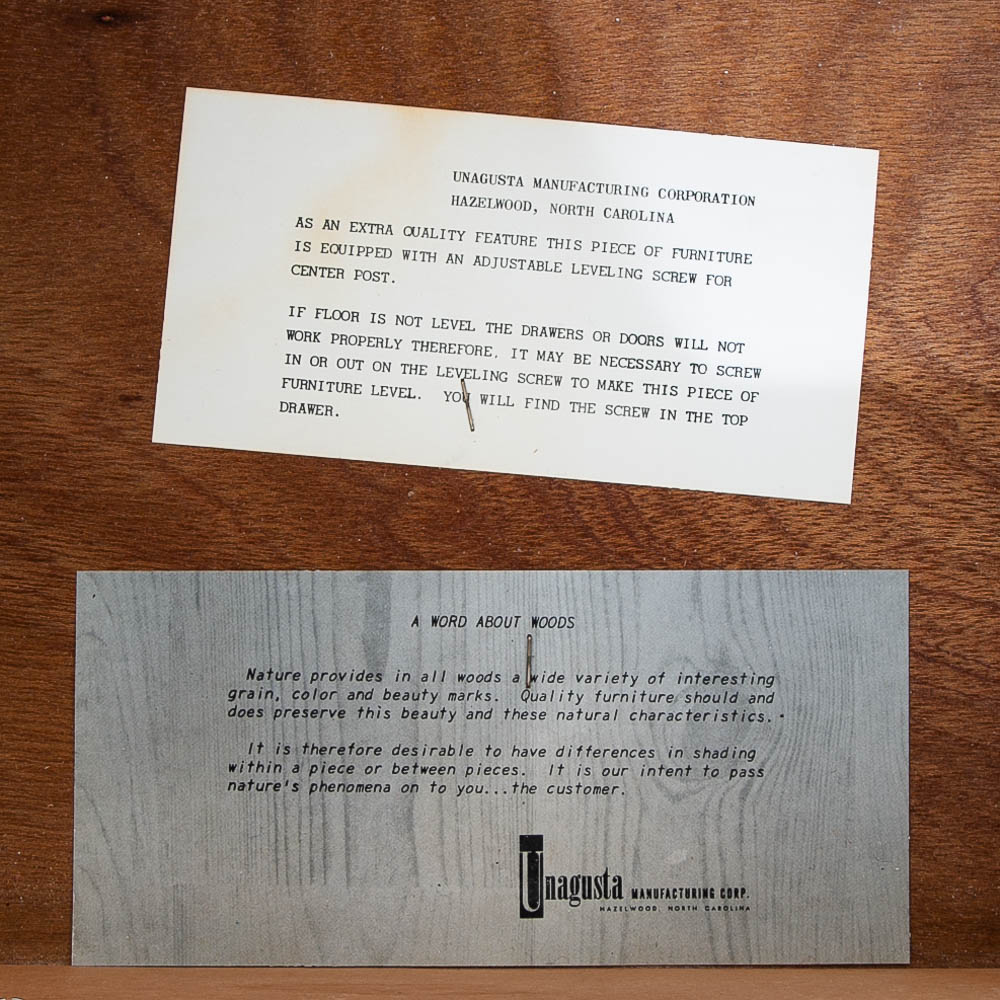 UNAGUSTA MANUFACTURING CORPORATION
HAZELWOOD, NORTH CAROLINA
AS AN EXTRA QUALITY FEATURE THIS PIECE OF FURNITURE
IS EQUIPPED WITH AN ADJUSTABLE LEVELING SCREW FOR
CENTER POST.
IF FLOOR IS NOT LEVEL THE DRAWERS OR DOORS WILL NOT
WORK PROPERLY THEREFORE, IT MAY BE NECESSARY TO SCREW
IN OR OUT ON THE LEVELING SCREW TO MAKE THIS PIECE OF
FURNITURE LEVEL. YOU WILL FIND THE SCREW IN THE TOP
DRAWER.
A WORD ABOUT WOODS
Nature provides in all woods a wide variety of interesting
grain, color and beauty marks. Quality furniture should and
does preserve this beauty and these natural characteristics.
It is therefore desirable to have differences in shading
within a piece or between pieces. It is our intent to pass
nature's phenomena on to you...the customer.
Unagusta MANUFACTURING CORP.
HAZELWOOD, NORTH CAROLINA